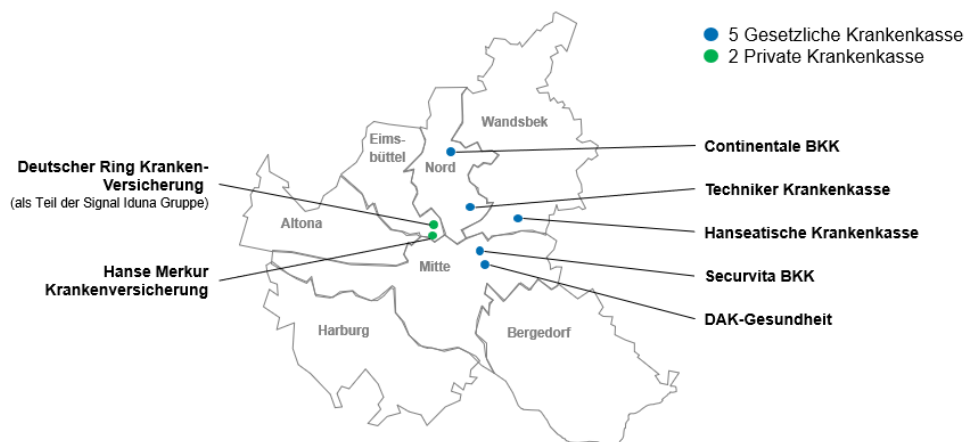 5 Gesetzliche Krankenkasse
2 Private Krankenkasse
Wandsbek
Eims-
büttel
Nord
Continentale BKK
Deutscher Ring Kranken-
Versicherung
(als Teil der Signal Iduna Gruppe)
Techniker Krankenkasse
Altona
Hanseatische Krankenkasse
Mitte
Hanse Merkur
Krankenversicherung
Securvita BKK
DAK-Gesundheit
Harburg
Bergedorf